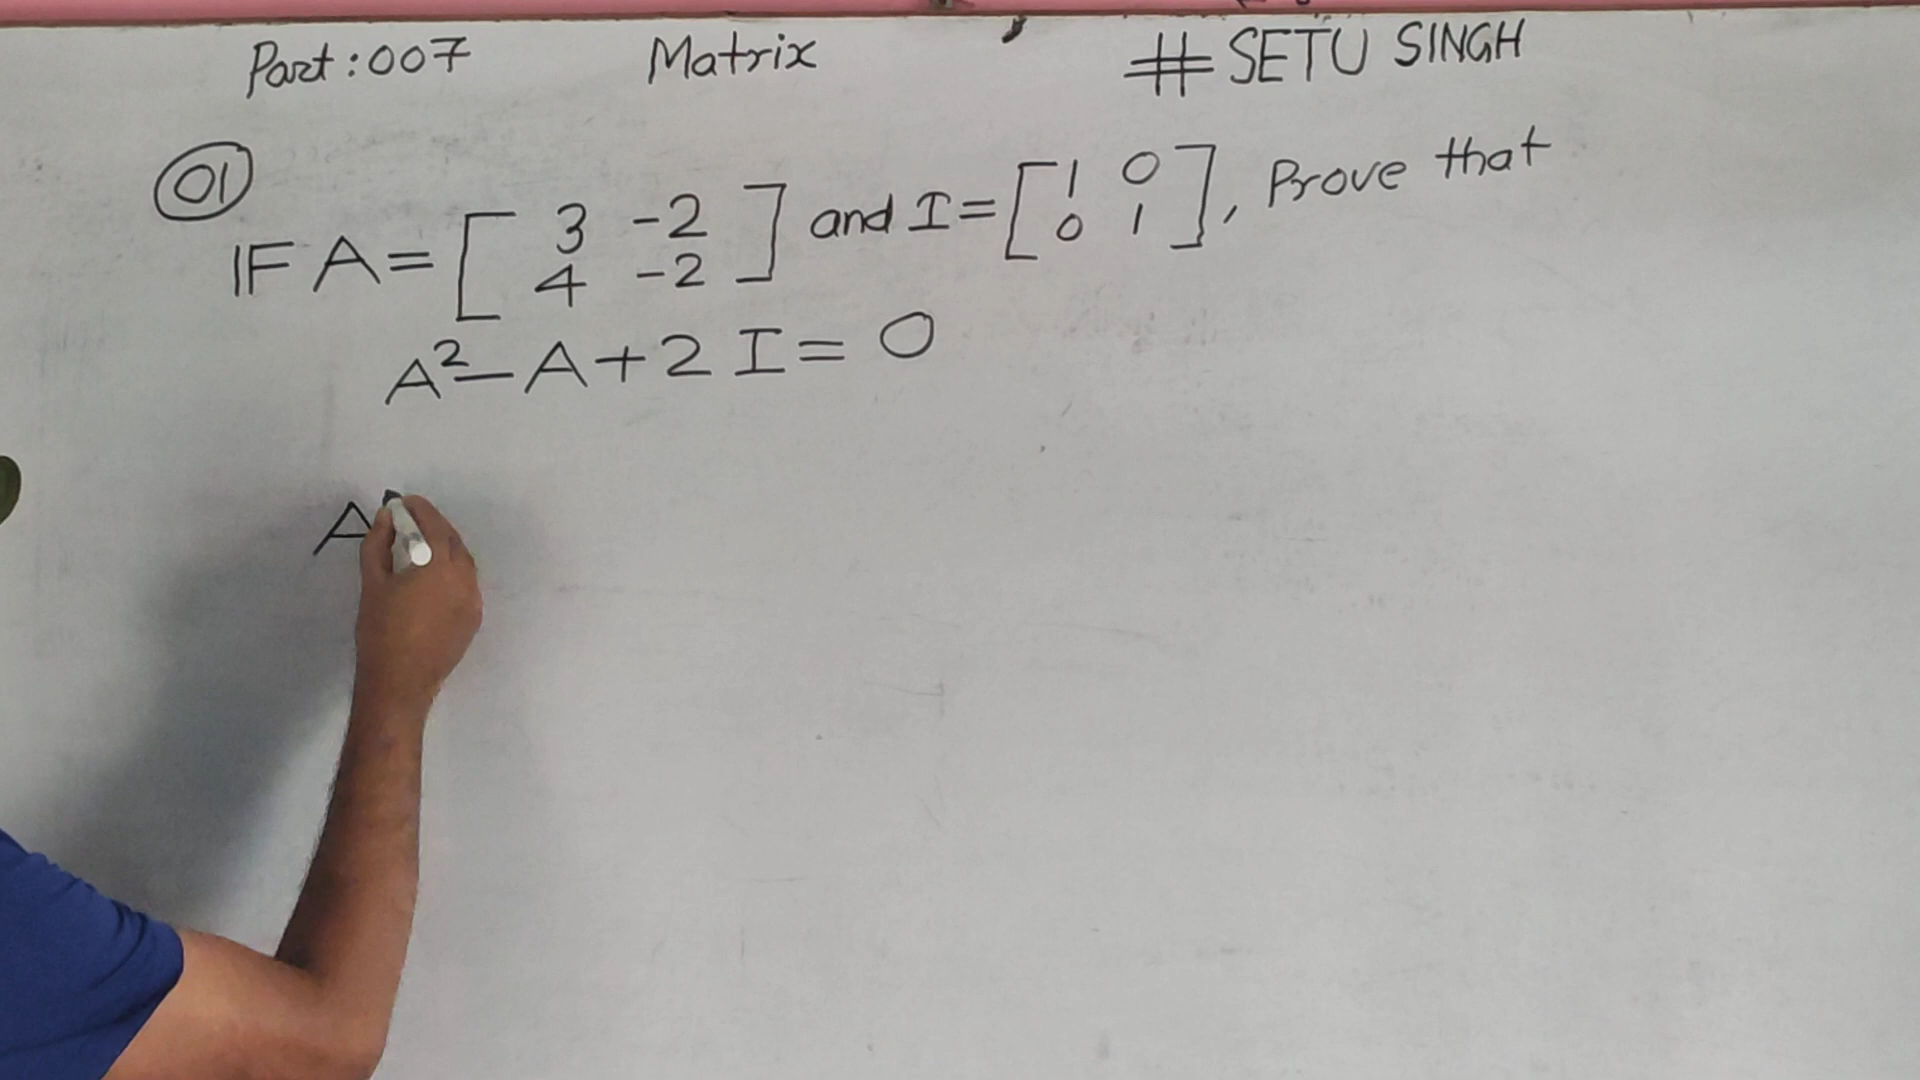 Part:007 Matrix #SETU SINGH
01
IF A = [ 3 -2 ] and I = [ 1 0 ], Prove that
4 -2 0 1
A² - A + 2 I = 0
A